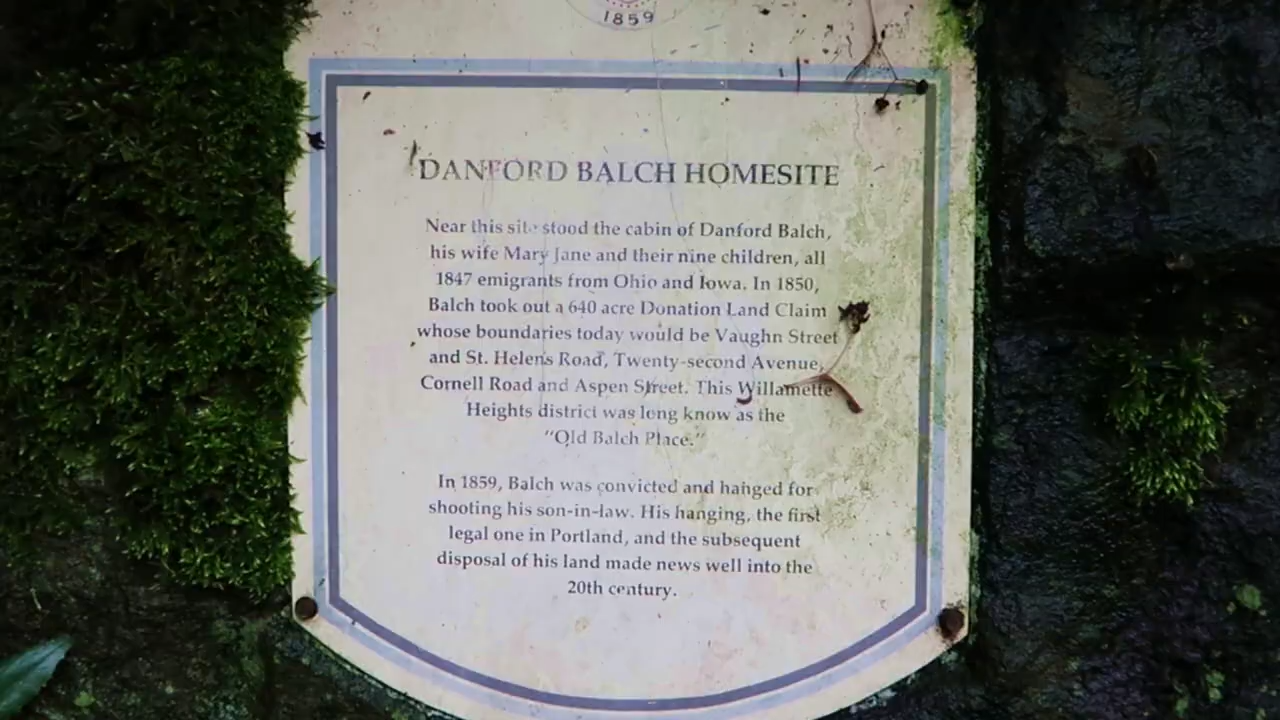 1859
DANFORD BALCH HOMESITE
Near this site stood the cabin of Danford Balch,
his wife Mary Jane and their nine children, all
1847 emigrants from Ohio and Iowa. In 1850,
Balch took out a 640 acre Donation Land Claim
whose boundaries today would be Vaughn Street
and St. Helens Road, Twenty-second Avenue,
Cornell Road and Aspen Street. This Willamette
Heights district was long know as the
"Old Balch Place."
In 1859, Balch was convicted and hanged for
shooting his son-in-law. His hanging, the first
legal one in Portland, and the subsequent
disposal of his land made news well into the
20th century.